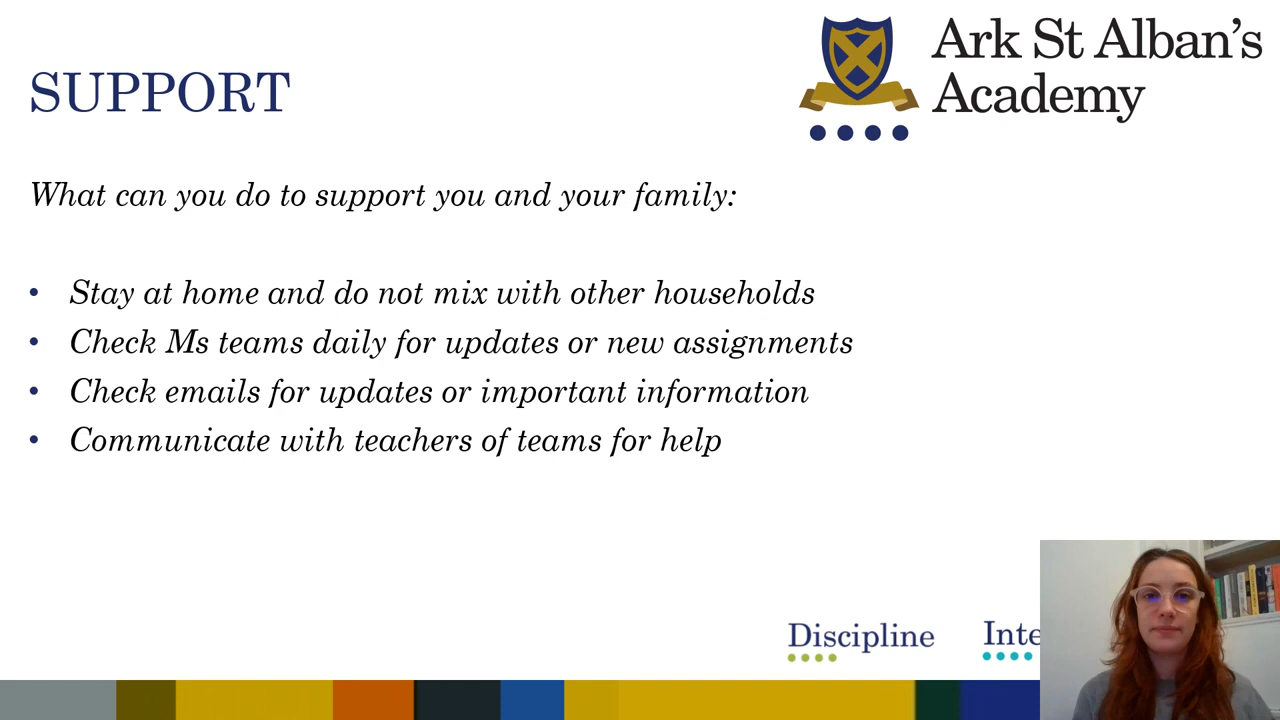 Ark St Alban's
Academy
SUPPORT
What can you do to support you and your family:
• Stay at home and do not mix with other households
• Check Ms teams daily for updates or new assignments
• Check emails for updates or important information
• Communicate with teachers of teams for help
Discipline
Inte